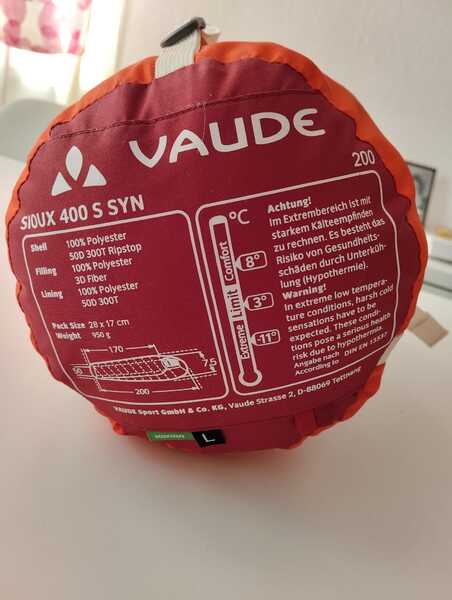 VAUDE
200
SIOUX 400 S SYN
Shell 100% Polyester
50D 300T Ripstop
Filling 100% Polyester
3D Fiber
Lining 100% Polyester
50D 300T
Pack Size 28 x 17 cm
Weight 950 g
170
200
°C
Comfort 8°
Limit 3°
Extreme -11°
Achtung!
Im Extrembereich ist mit
starkem Kälteempfinden
zu rechnen. Es besteht das
Risiko von Gesundheits-
schäden durch Unterküh-
lung (Hypothermie).
Warning!
In extreme low tempera-
ture conditions, harsh cold
sensations have to be
expected. These condi-
tions pose a serious health
risk due to hypothermia.
Angabe nach
According to DIN EN 13537
VAUDE Sport GmbH & Co. KG, Vaude Strasse 2, D-88069 Tettnang
L